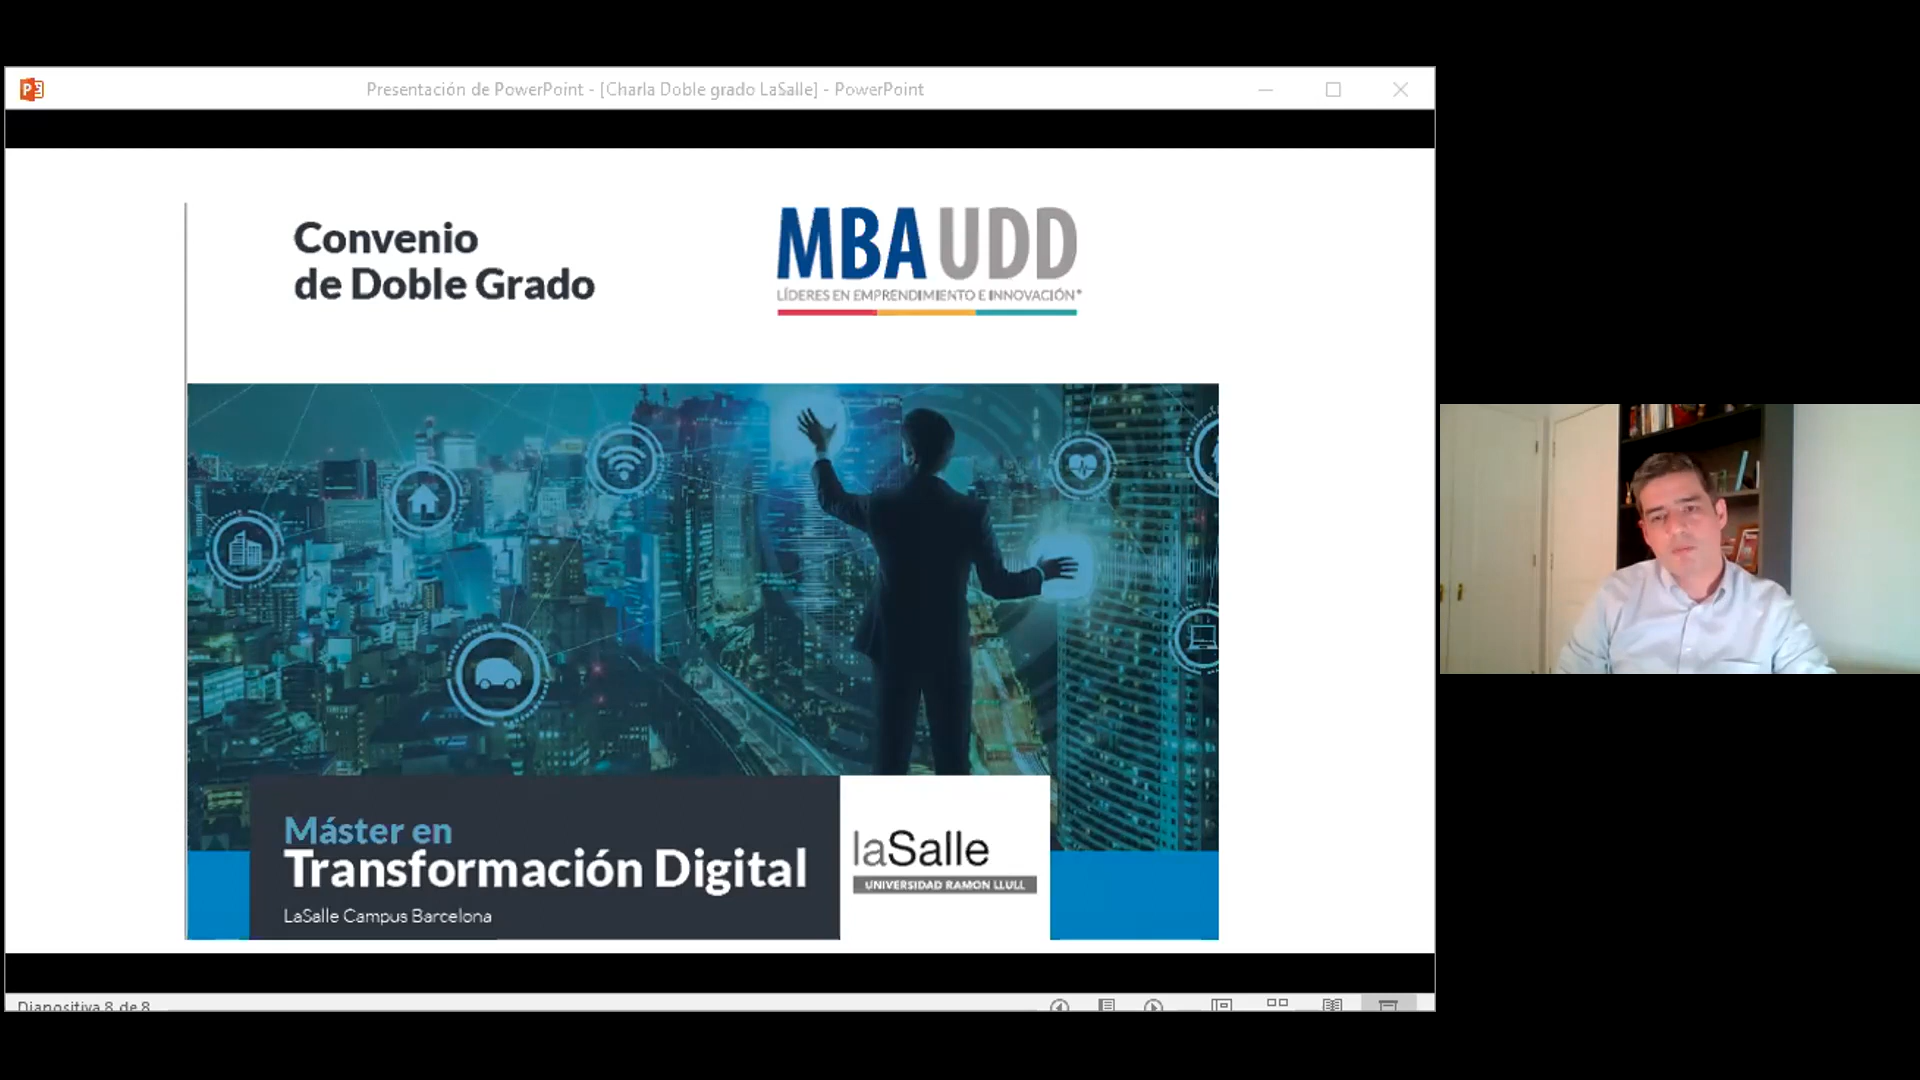 Presentación de PowerPoint - [Charla Doble grado LaSalle] - PowerPoint
Convenio
de Doble Grado
MBA UDD
LÍDERES EN EMPRENDIMIENTO E INNOVACIÓN®
Máster en
Transformación Digital
LaSalle Campus Barcelona
laSalle
UNIVERSIDAD RAMON LLULL
Diapositiva 8 de 8